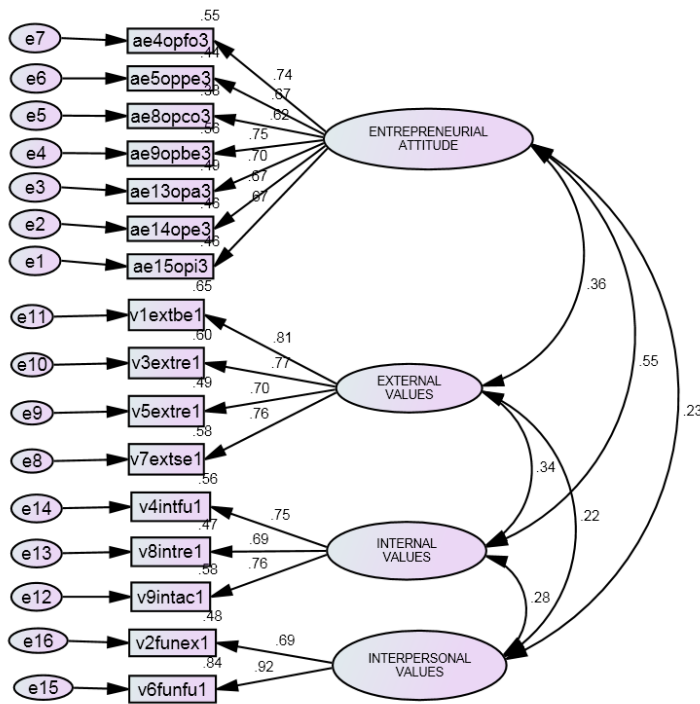 .55
e7 ae4opfo3
.44
e6 ae5oppe3
.38
e5 ae8opco3
.56
e4 ae9opbe3
.49
e3 ae13opa3
.46
e2 ae14ope3
.46
e1 ae15opi3
.74
.67
.62
.75
.70
.67
.67
ENTREPRENEURIAL
ATTITUDE
.65
e11 v1extbe1
.60
e10 v3extre1
.49
e9 v5extre1
.58
e8 v7extse1
.81
.77
.70
.76
EXTERNAL
VALUES
.56
e14 v4intfu1
.47
e13 v8intre1
.58
e12 v9intac1
.75
.69
.76
INTERNAL
VALUES
.48
e16 v2funex1
.84
e15 v6funfu1
.69
.92
INTERPERSONAL
VALUES
.36
.55
.23
.34
.22
.28